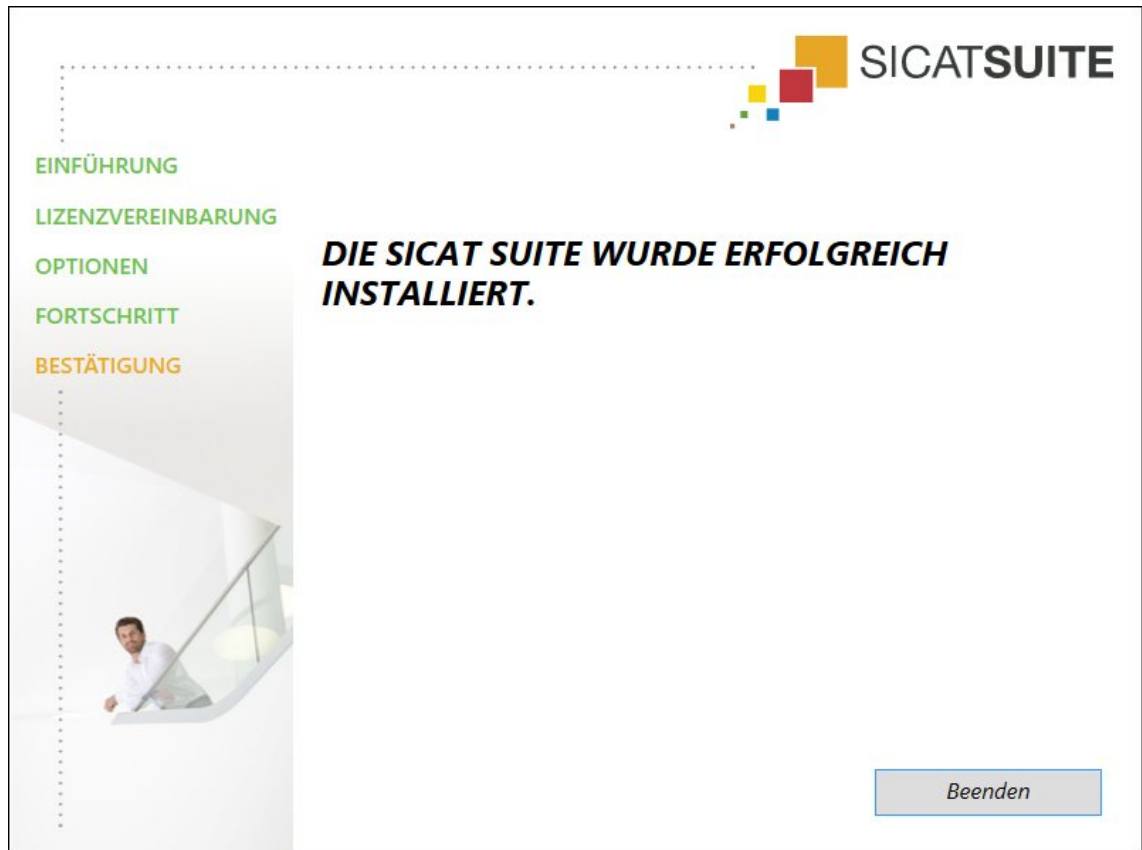 SICATSUITE
EINFÜHRUNG
LIZENZVEREINBARUNG
OPTIONEN
FORTSCHRITT
BESTÄTIGUNG
DIE SICAT SUITE WURDE ERFOLGREICH
INSTALLIERT.
Beenden